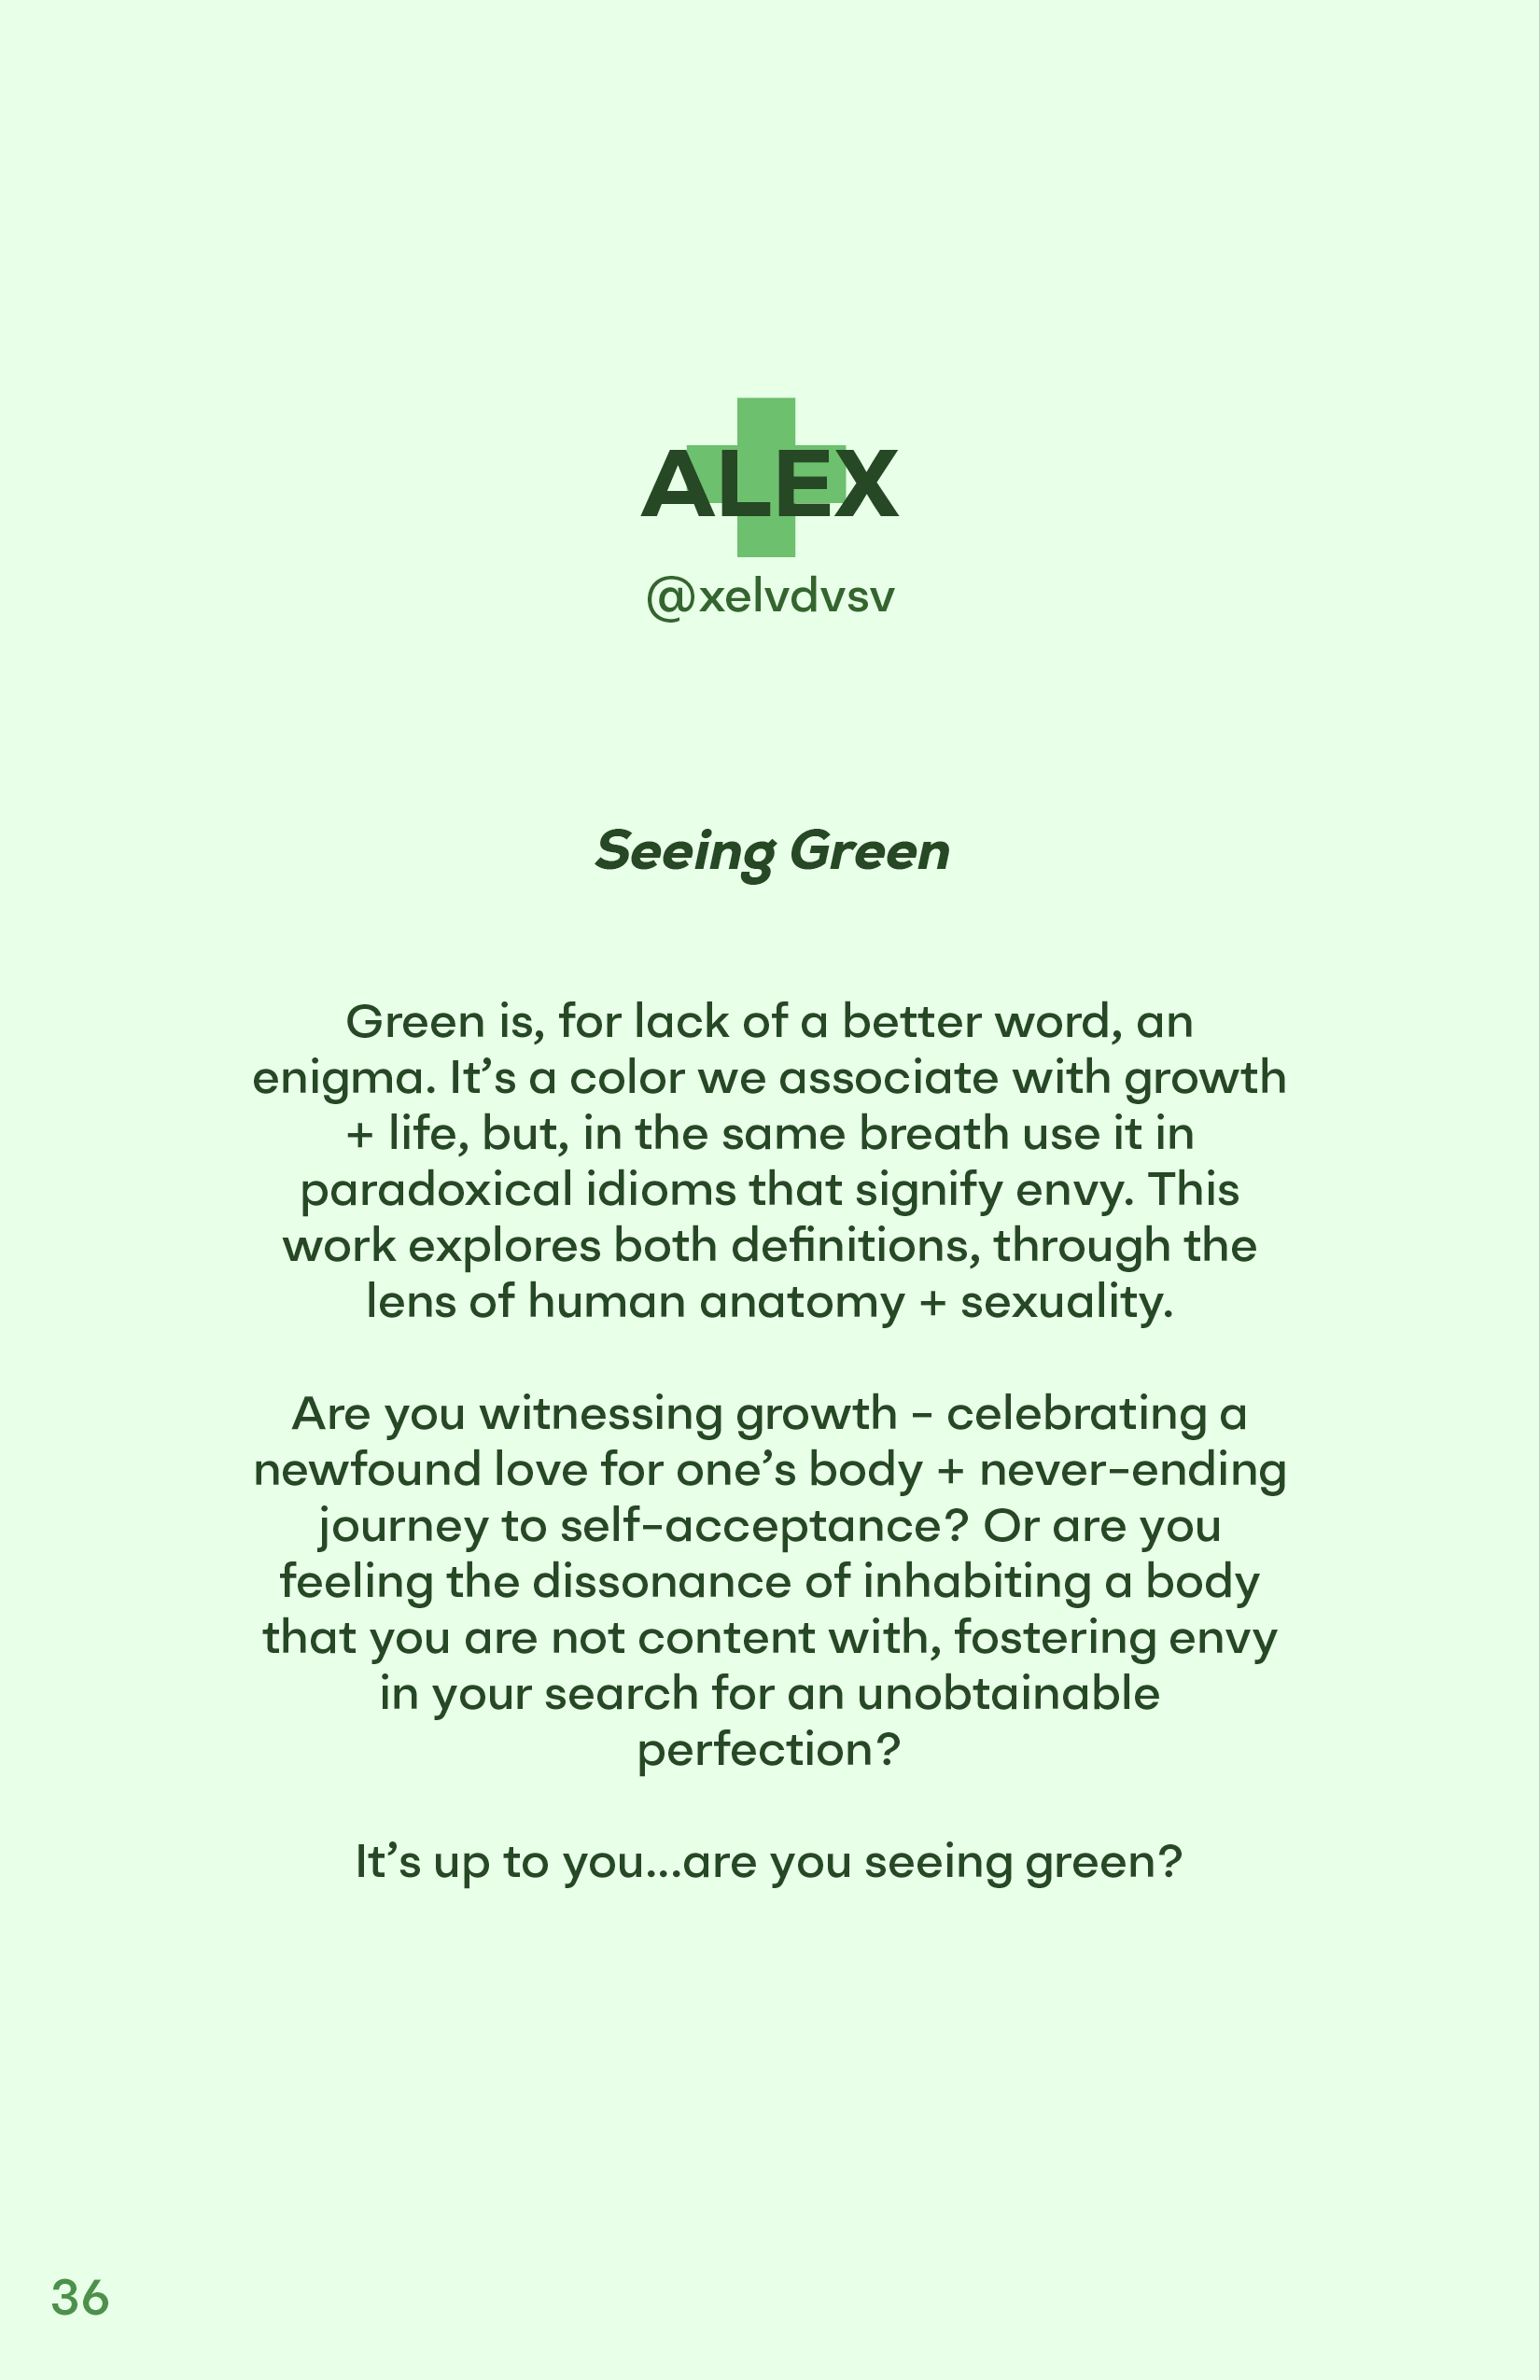 ALEX
@xelvdvsv
Seeing Green
Green is, for lack of a better word, an
enigma. It’s a color we associate with growth
+ life, but, in the same breath use it in
paradoxical idioms that signify envy. This
work explores both definitions, through the
lens of human anatomy + sexuality.
Are you witnessing growth - celebrating a
newfound love for one’s body + never-ending
journey to self-acceptance? Or are you
feeling the dissonance of inhabiting a body
that you are not content with, fostering envy
in your search for an unobtainable
perfection?
It’s up to you...are you seeing green?
36